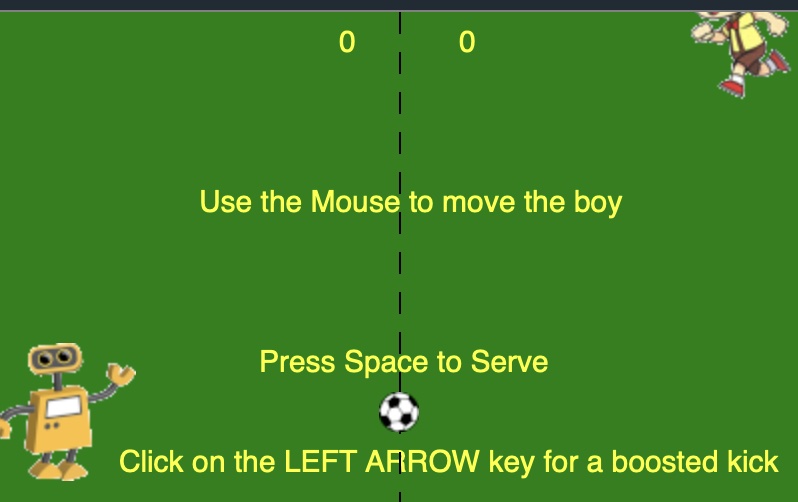 0 0
Use the Mouse to move the boy
Press Space to Serve
Click on the LEFT ARROW key for a boosted kick